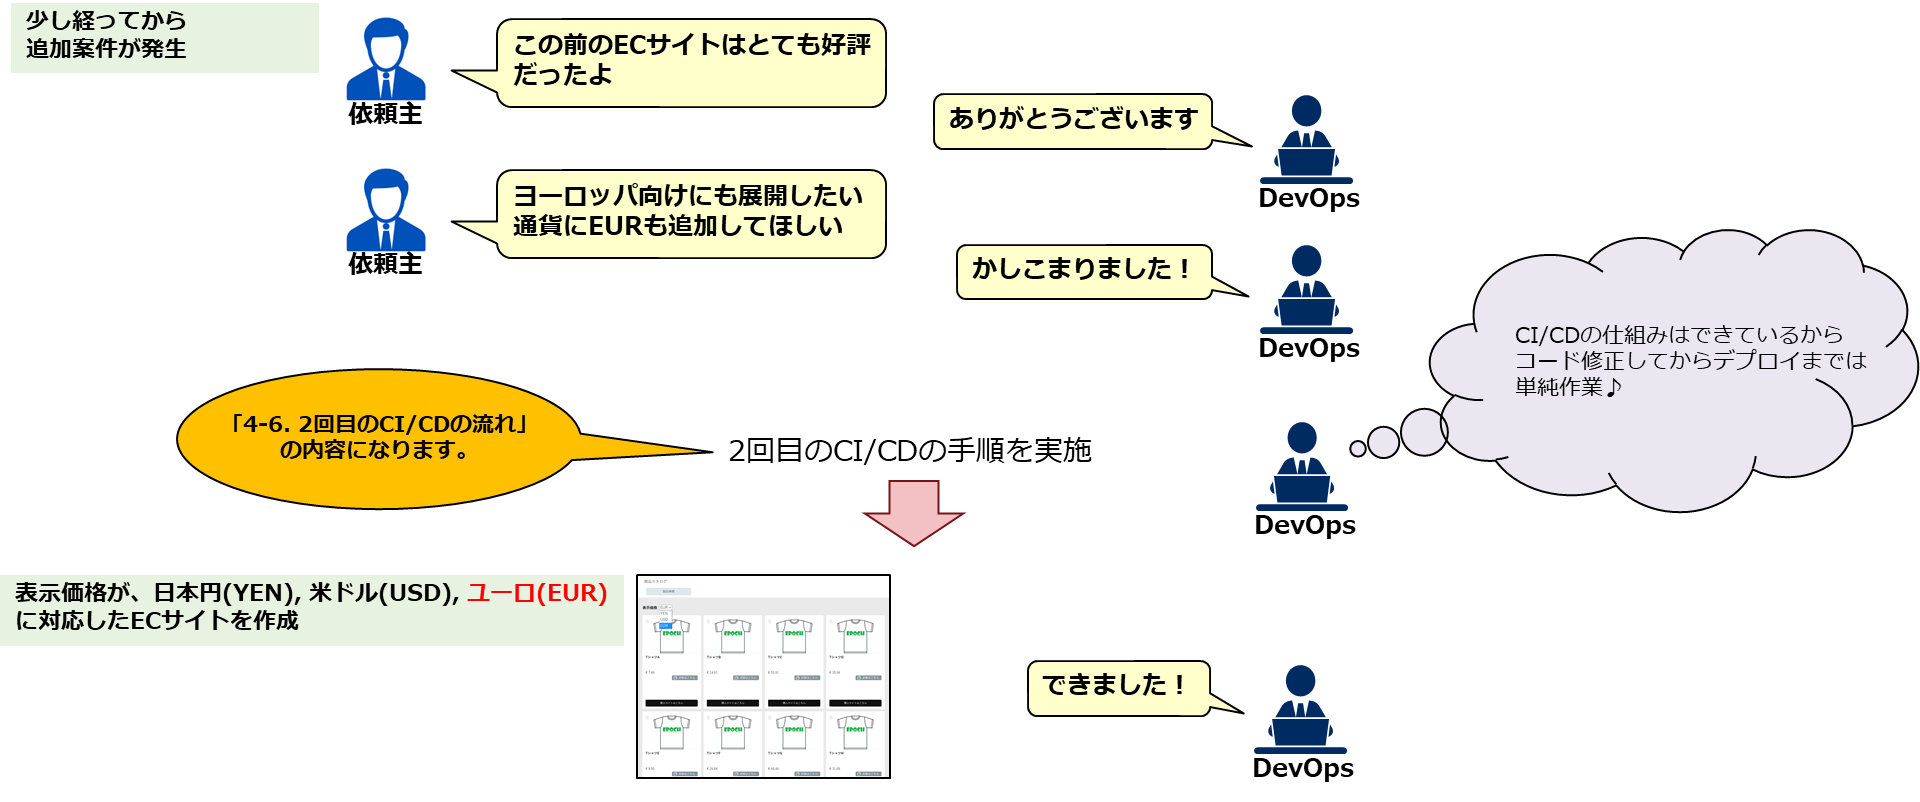 少し経ってから
追加案件が発生
この前のECサイトはとても好評
だったよ
依頼主
ありがとうございます
DevOps
ヨーロッパ向けにも展開したい
通貨にEURも追加してほしい
依頼主
かしこまりました！
DevOps
CI/CDの仕組みはできているから
コード修正してからデプロイまでは
単純作業♪
「4-6. 2回目のCI/CDの流れ」
の内容になります。
2回目のCI/CDの手順を実施
DevOps
表示価格が、日本円(YEN), 米ドル(USD), ユーロ(EUR)
に対応したECサイトを作成
表示価格 EUR
YEN
USD
EUR
EPOCH EPOCH EPOCH EPOCH
EPOCH EPOCH EPOCH EPOCH
できました！
DevOps